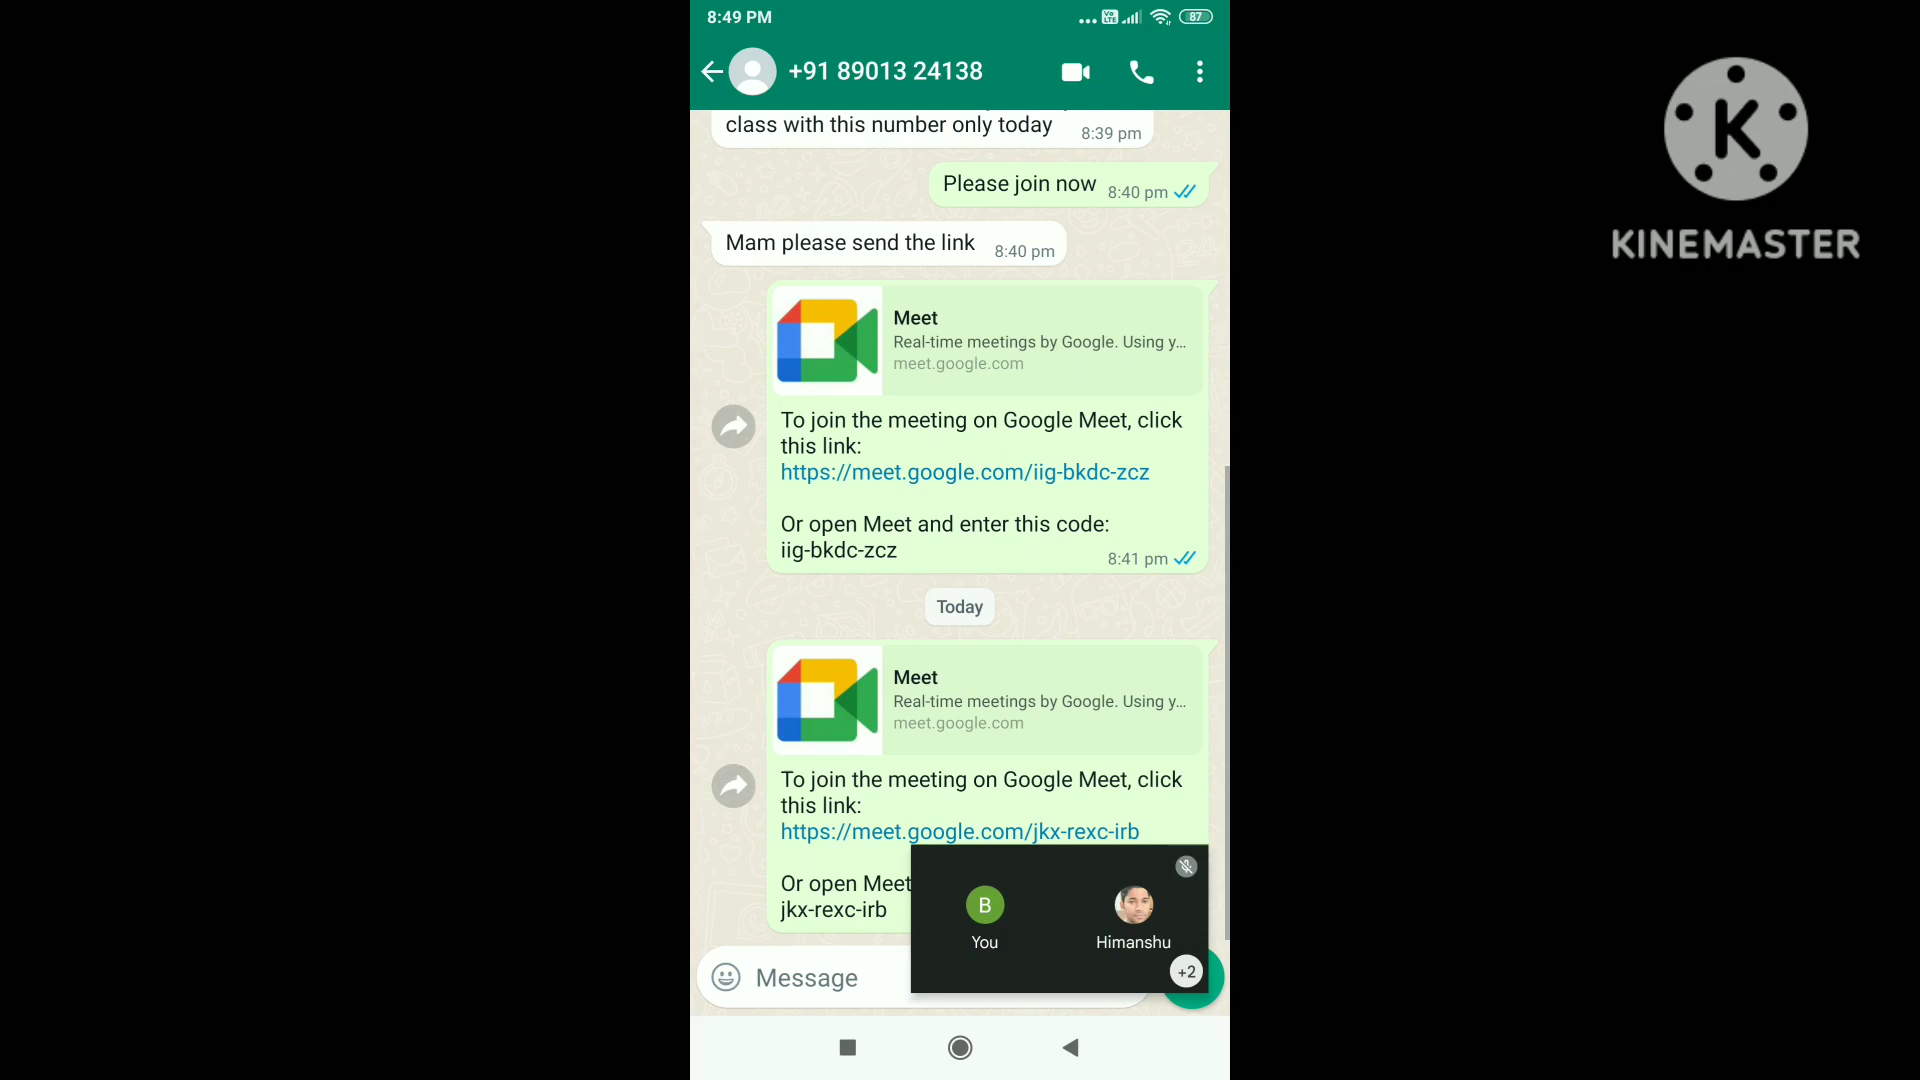 8:49 PM
Vo LTE
87
+91 89013 24138
class with this number only today
8:39 pm
Please join now
8:40 pm
Mam please send the link
8:40 pm
Meet
Real-time meetings by Google. Using y...
meet.google.com
To join the meeting on Google Meet, click
this link:
https://meet.google.com/iig-bkdc-zcz
Or open Meet and enter this code:
iig-bkdc-zcz
8:41 pm
Today
Meet
Real-time meetings by Google. Using y...
meet.google.com
To join the meeting on Google Meet, click
this link:
https://meet.google.com/jkx-rexc-irb
Or open Meet
jkx-rexc-irb
B
You
Himanshu
+2
Message
K
KINEMASTER